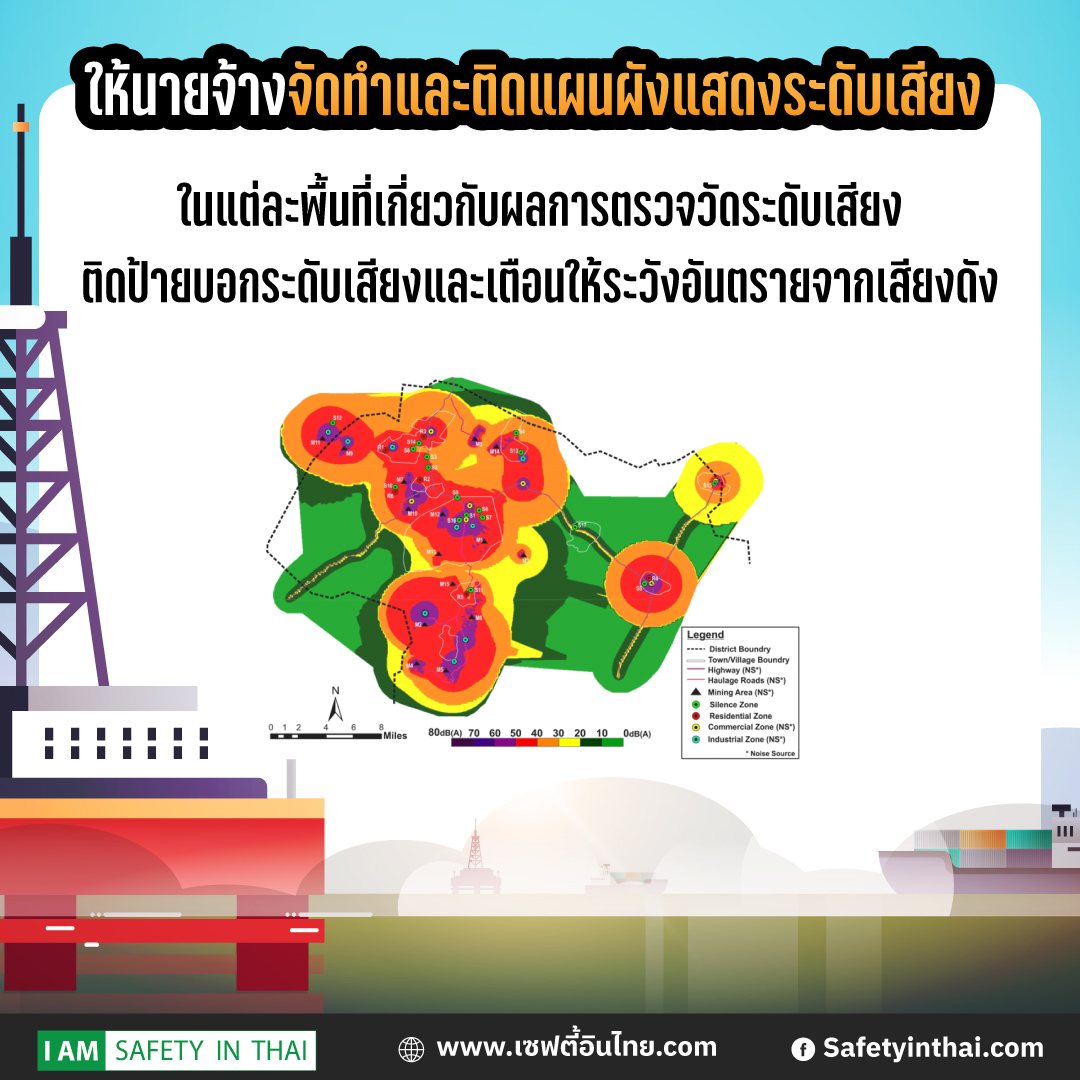 ให้นายจ้างจัดทำและติดแผนผังแสดงระดับเสียง
ในแต่ละพื้นที่เกี่ยวกับผลการตรวจวัดระดับเสียง
ติดป้ายบอกระดับเสียงและเตือนให้ระวังอันตรายจากเสียงดัง
S12
M11
M9
R1
R3
S14
S8
S3
S2
M8
M14
S4
S13
M7
R2
S10
R6
M10
S9
M12
S16
S1
S6
S7
M1
S17
S15
R4
S5
M15
S11
R5
M6
M2
M4
M5
N
0 1 2 4 6 8
Miles
80dB(A) 70 60 50 40 30 20 0dB(A)
Legend
District Boundry
Town/Village Boundry
Highway (NS*)
Haulage Roads (NS*)
Mining Area (NS*)
Silence Zone
Residential Zone
Commercial Zone (NS*)
Industrial Zone (NS*)
* Noise Source
I AM SAFETY IN THAI
www.เซฟตี้อินไทย.com
Safetyinthai.com